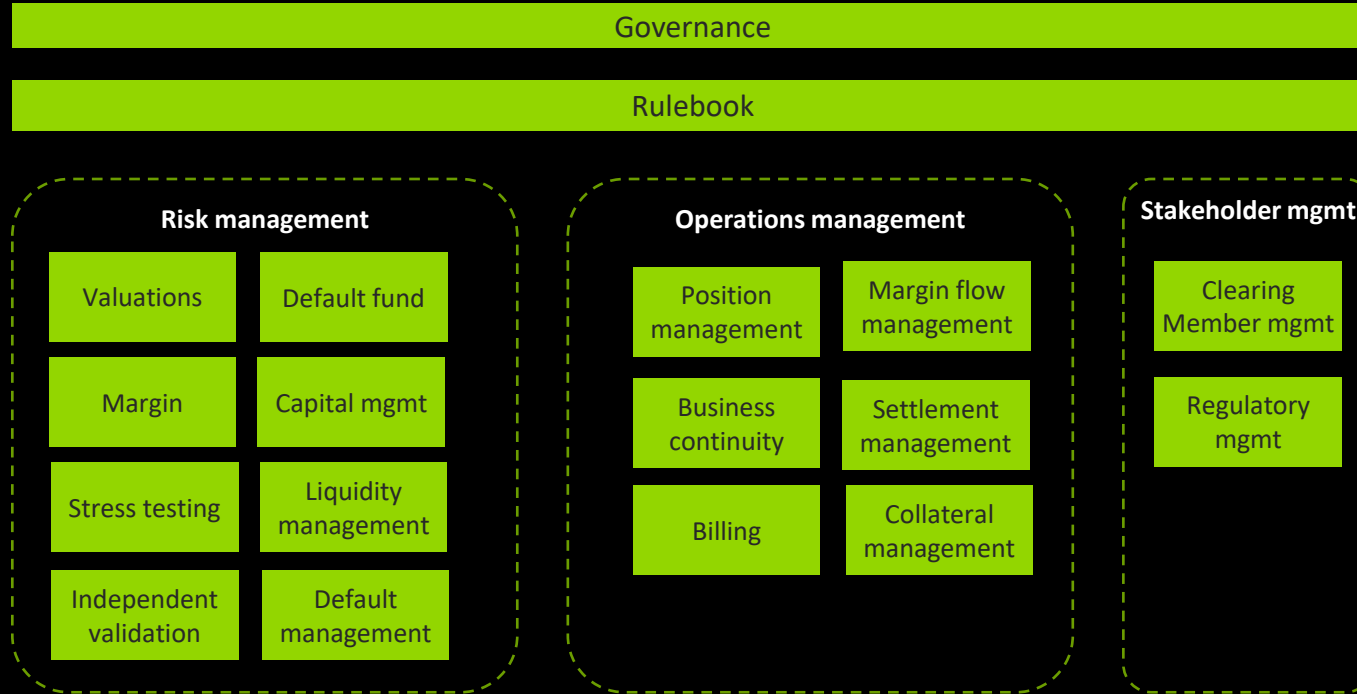 Governance
Rulebook
Risk management
Valuations
Default fund
Margin
Capital mgmt
Stress testing
Liquidity
management
Independent
validation
Default
management
Operations management
Position
management
Margin flow
management
Business
continuity
Settlement
management
Billing
Collateral
management
Stakeholder mgmt
Clearing
Member mgmt
Regulatory
mgmt